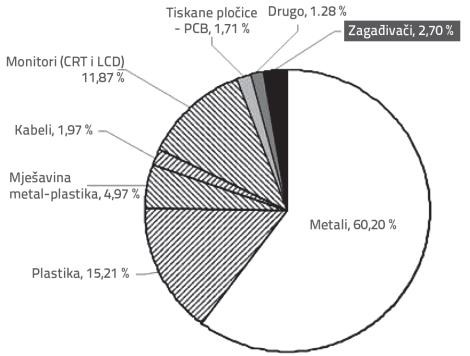 Tiskane pločice
- PCB, 1,71 %
Drugo, 1.28 %
Zagađivači, 2,70 %
Monitori (CRT i LCD)
11,87 %
Kabeli, 1,97 %
Mješavina
metal-plastika, 4,97 %
Metali, 60,20 %
Plastika, 15,21 %